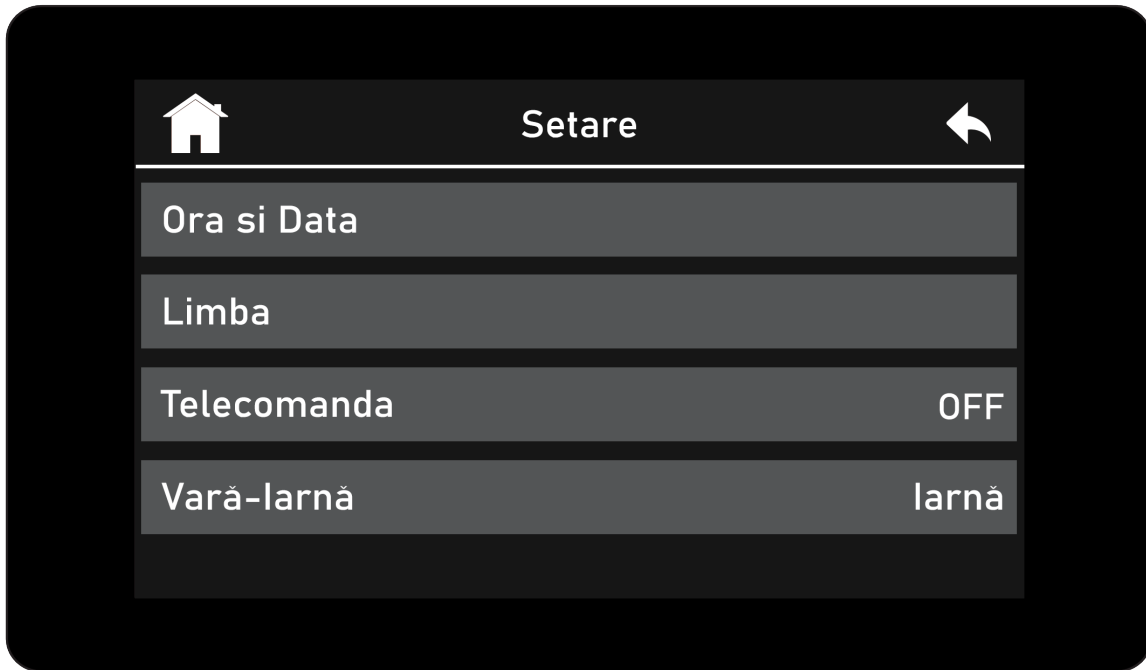 Setare
Ora si Data
Limba
Telecomanda OFF
Vară-Iarnă Iarnă